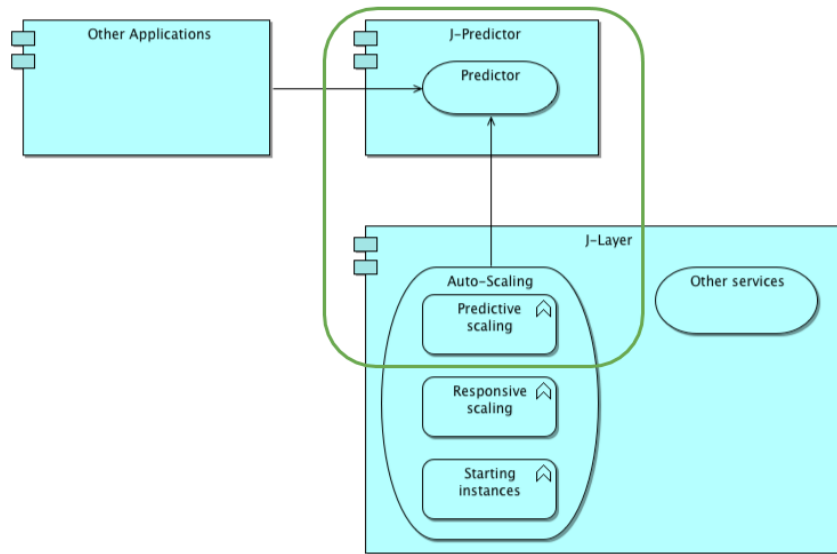 Other Applications
J-Predictor
Predictor
J-Layer
Auto-Scaling
Other services
Predictive
scaling
Responsive
scaling
Starting
instances